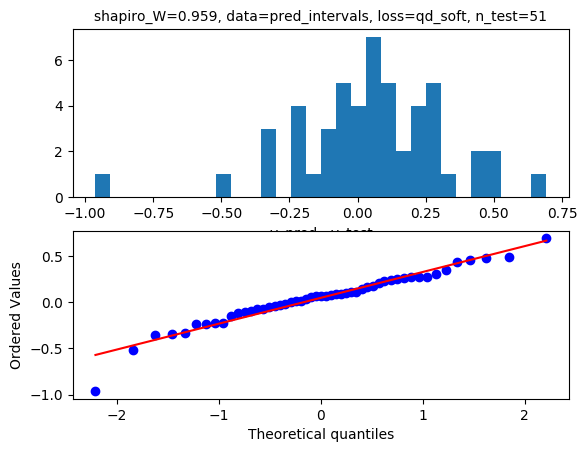 shapiro_W=0.959, data=pred_intervals, loss=qd_soft, n_test=51
6
4
2
0
−1.00 −0.75 −0.50 −0.25 0.00 0.25 0.50 0.75
0.5
0.0
−0.5
−1.0
Ordered Values
−2 −1 0 1 2
Theoretical quantiles